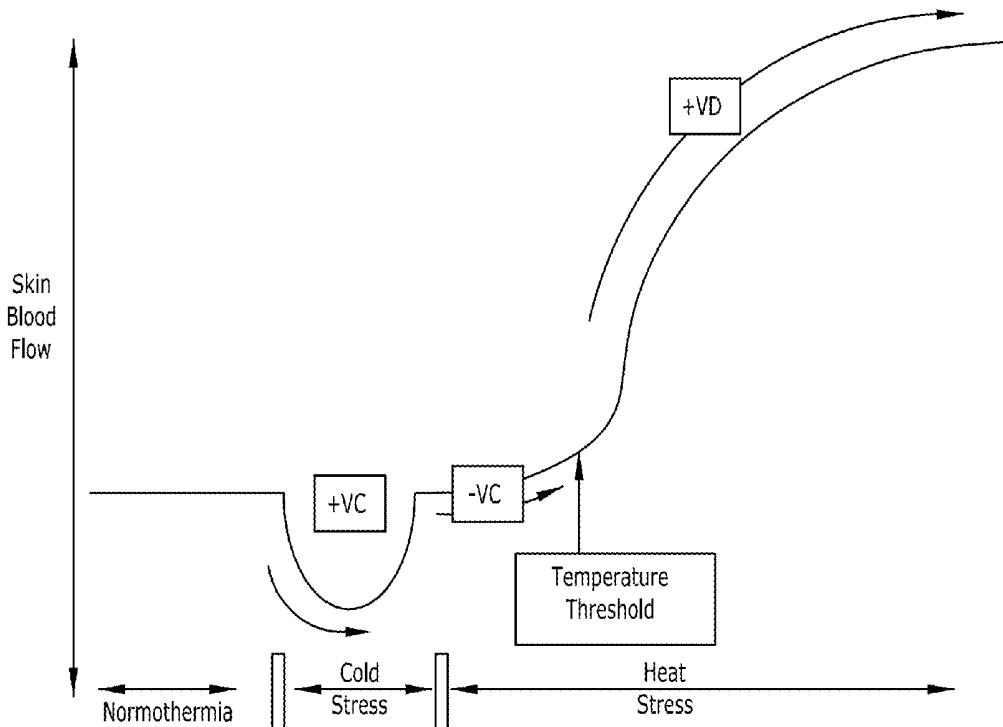 +VD
Skin
Blood
Flow
+VC
-VC
Temperature
Threshold
Cold
Stress
Heat
Stress
Normothermia